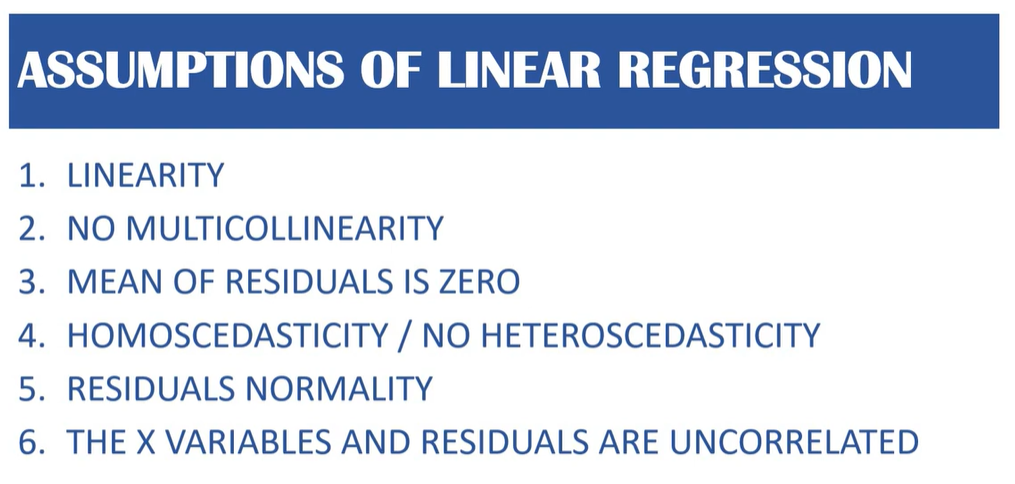 ASSUMPTIONS OF LINEAR REGRESSION
1. LINEARITY
2. NO MULTICOLLINEARITY
3. MEAN OF RESIDUALS IS ZERO
4. HOMOSCEDASTICITY / NO HETEROSCEDASTICITY
5. RESIDUALS NORMALITY
6. THE X VARIABLES AND RESIDUALS ARE UNCORRELATED